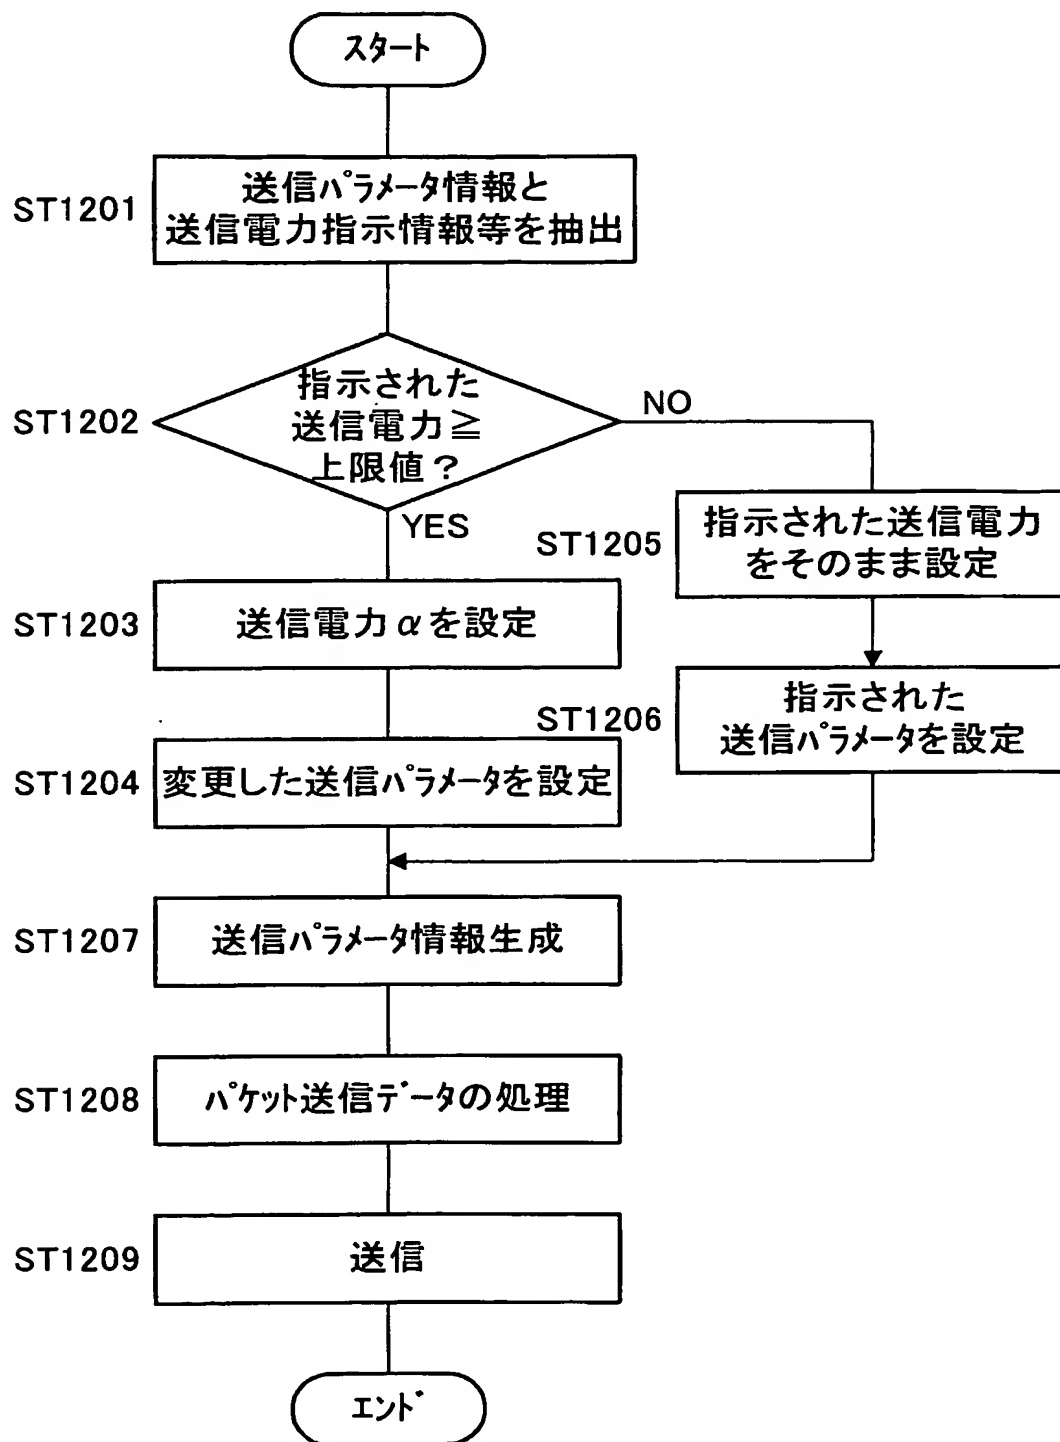 スタート
ST1201
送信パラメータ情報と
送信電力指示情報等を抽出
ST1202
指示された
送信電力≧
上限値?
NO
YES
ST1205
指示された送信電力
をそのまま設定
ST1203
送信電力αを設定
ST1206
指示された
送信パラメータを設定
ST1204
変更した送信パラメータを設定
ST1207
送信パラメータ情報生成
ST1208
パケット送信データの処理
ST1209
送信
エンド